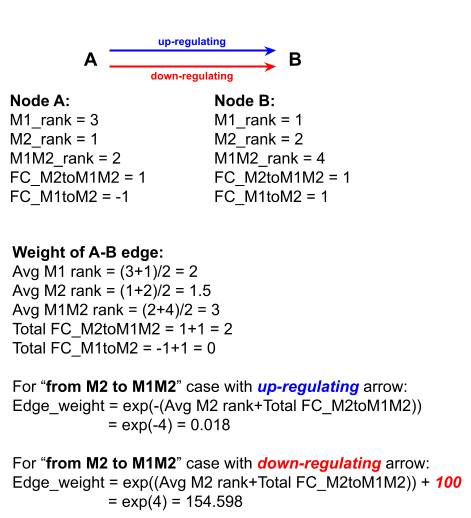 up-regulating
A B
down-regulating
Node A:
M1_rank = 3
M2_rank = 1
M1M2_rank = 2
FC_M2toM1M2 = 1
FC_M1toM2 = -1
Node B:
M1_rank = 1
M2_rank = 2
M1M2_rank = 4
FC_M2toM1M2 = 1
FC_M1toM2 = 1
Weight of A-B edge:
Avg M1 rank = (3+1)/2 = 2
Avg M2 rank = (1+2)/2 = 1.5
Avg M1M2 rank = (2+4)/2 = 3
Total FC_M2toM1M2 = 1+1 = 2
Total FC_M1toM2 = -1+1 = 0
For “from M2 to M1M2” case with up-regulating arrow:
Edge_weight = exp(-(Avg M2 rank+Total FC_M2toM1M2))
= exp(-4) = 0.018
For “from M2 to M1M2” case with down-regulating arrow:
Edge_weight = exp((Avg M2 rank+Total FC_M2toM1M2)) + 100
= exp(4) = 154.598